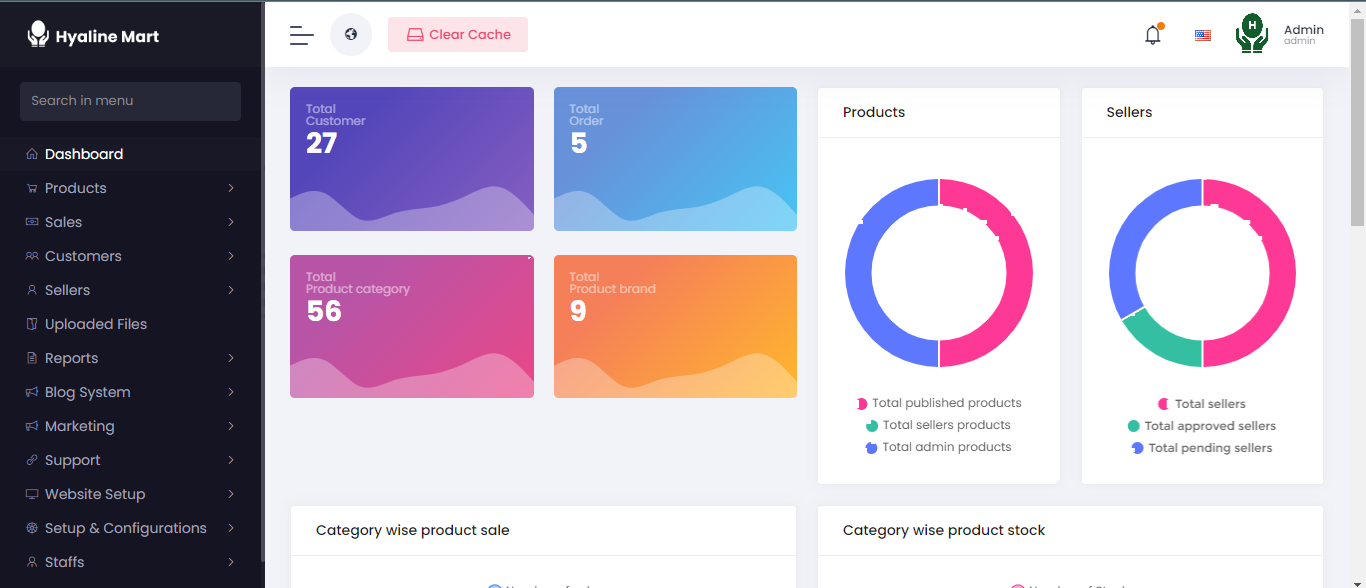 Hyaline Mart
Search in menu
Dashboard
Products
Sales
Customers
Sellers
Uploaded Files
Reports
Blog System
Marketing
Support
Website Setup
Setup & Configurations
Staffs
Clear Cache
H
Admin
admin
Total
Customer
27
Total
Order
5
Total
Product category
56
Total
Product brand
9
Products
Total published products
Total sellers products
Total admin products
Sellers
Total sellers
Total approved sellers
Total pending sellers
Category wise product sale
Category wise product stock